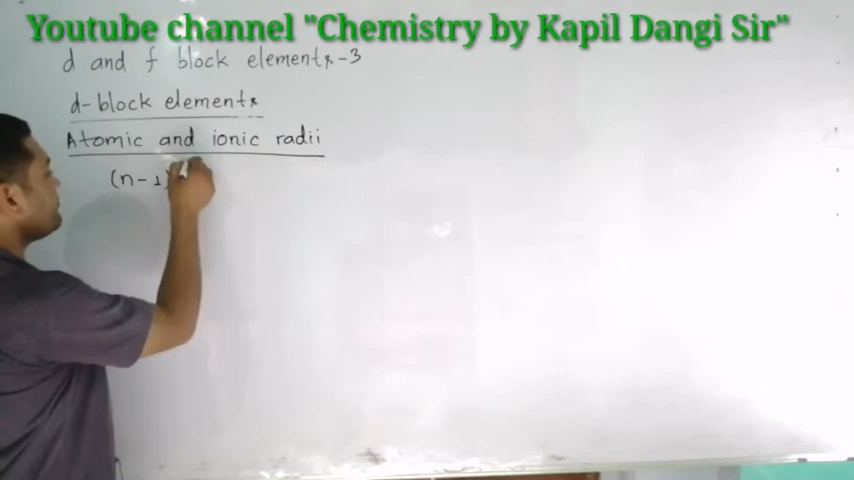 Youtube channel "Chemistry by Kapil Dangi Sir"
d and f block elements-3
d-block elements
Atomic and ionic radii
(n-1)